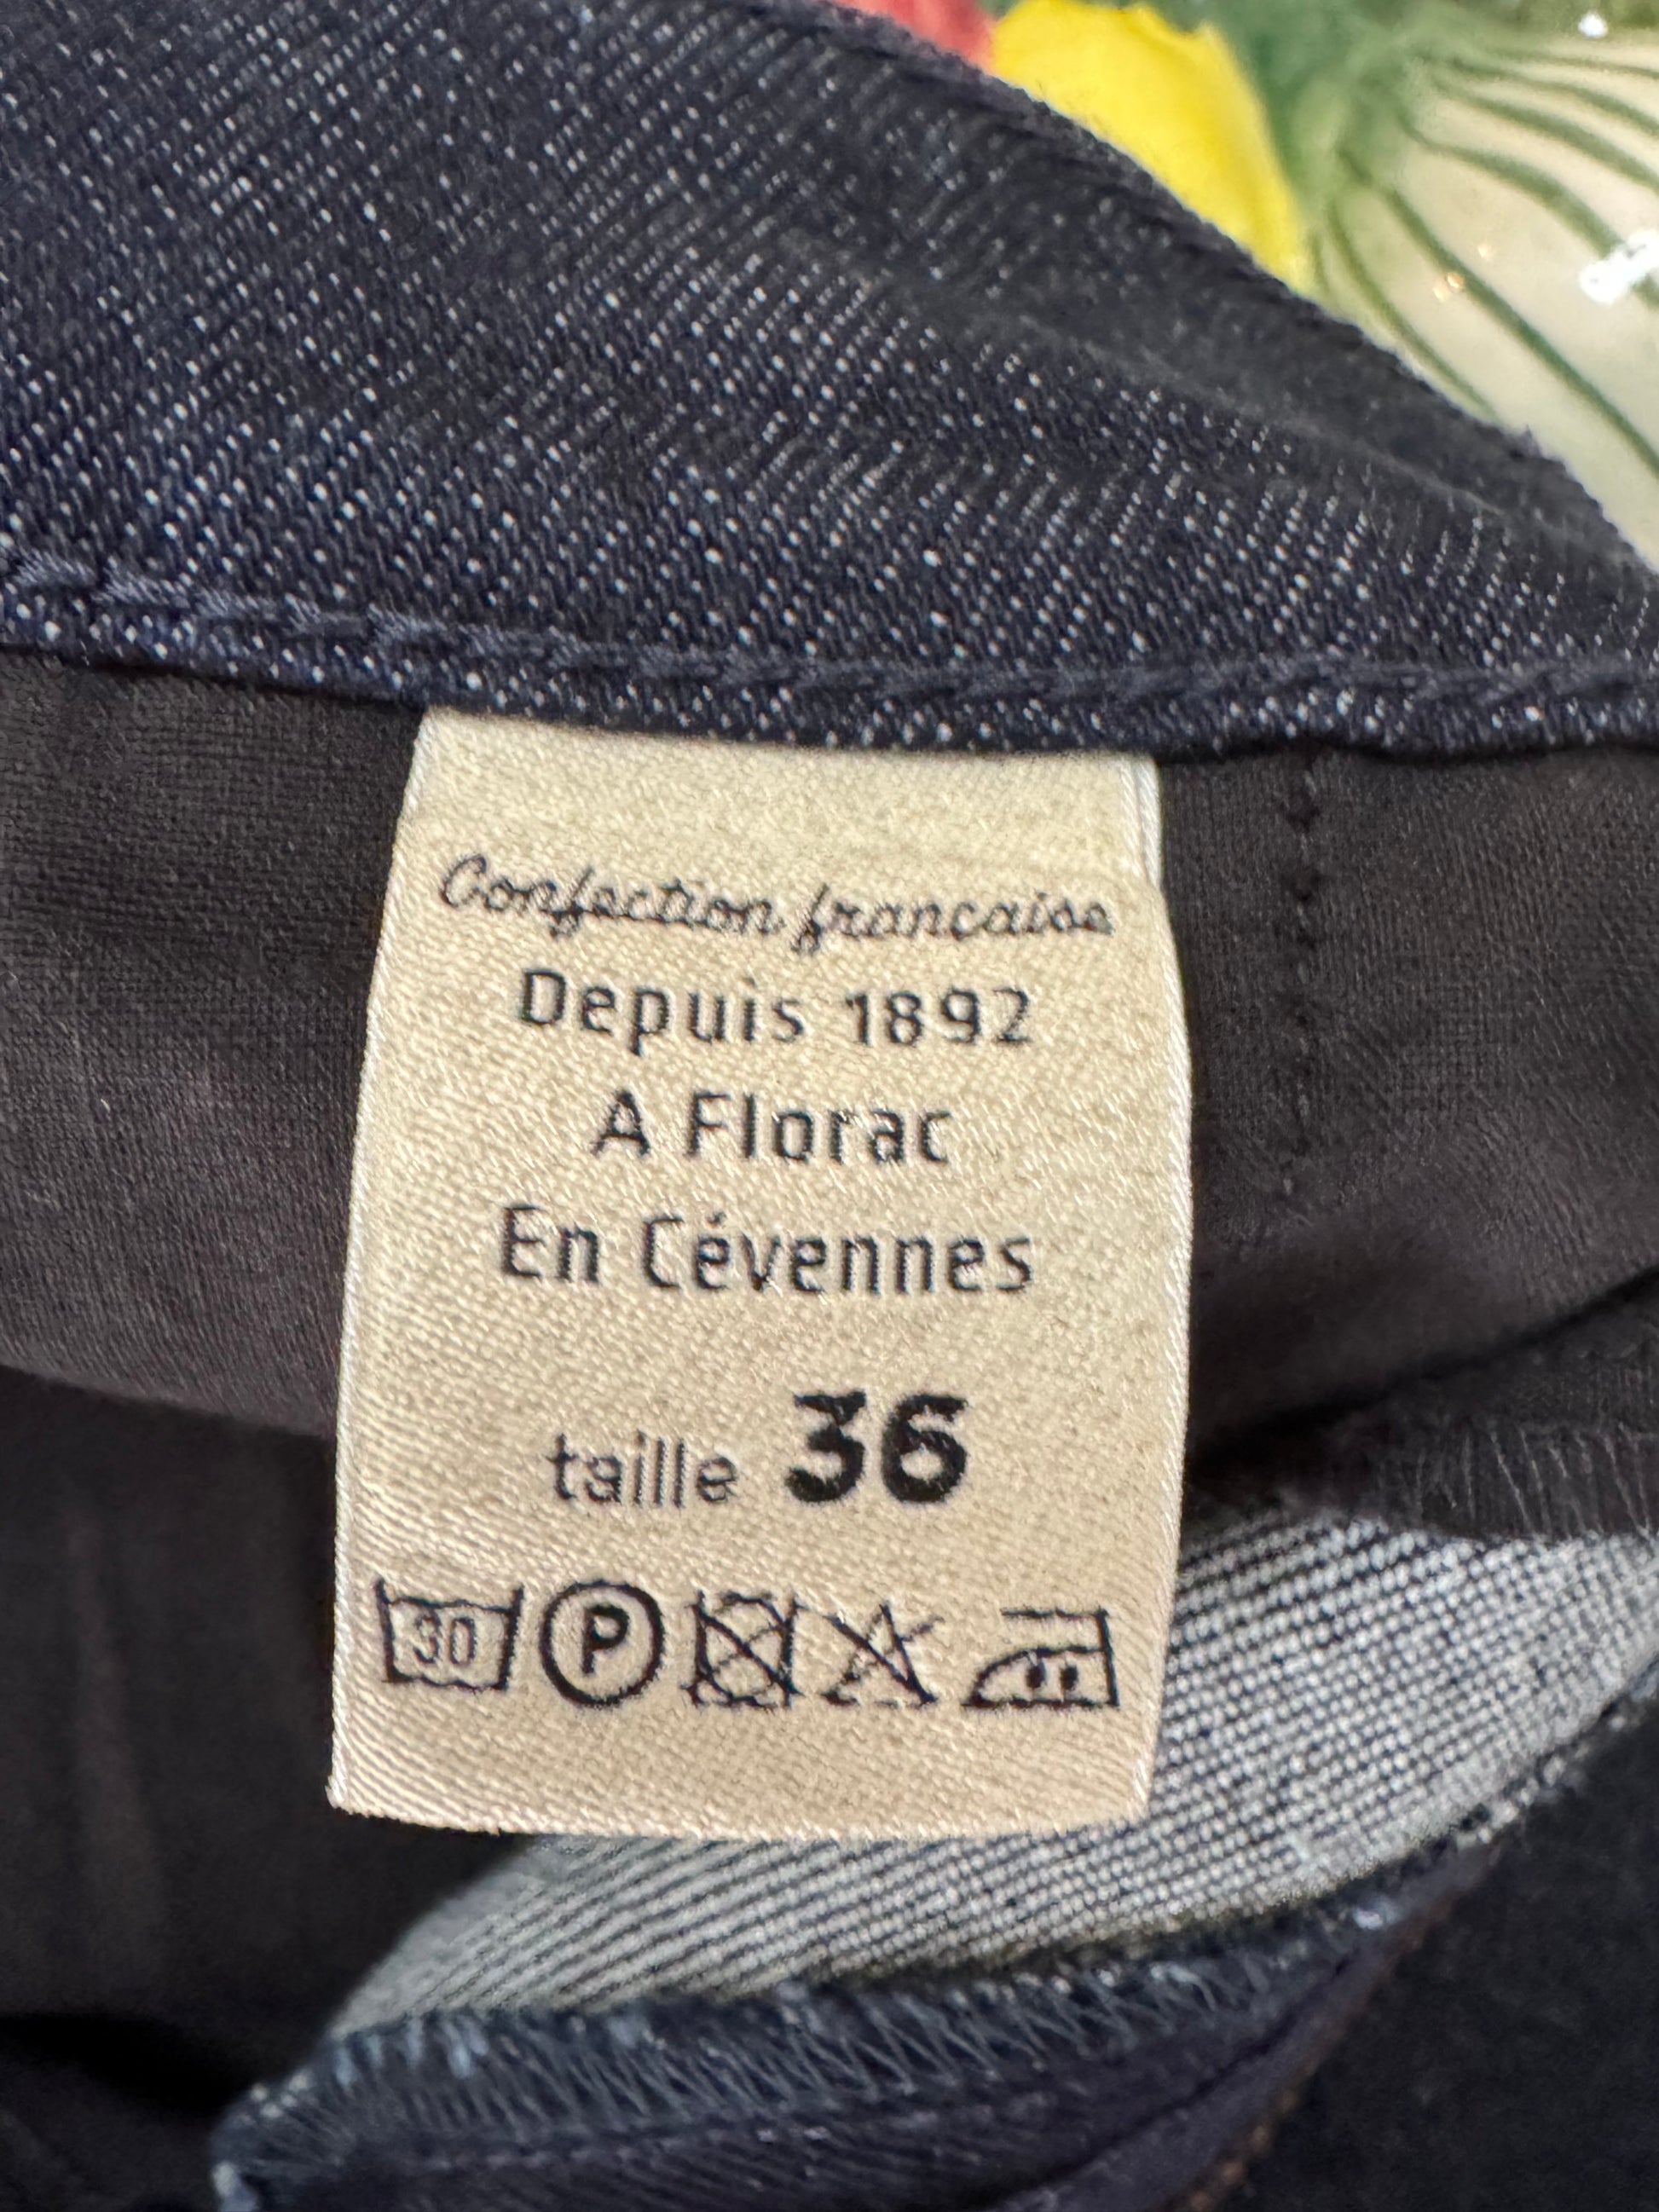 Confection française
Depuis 1892
A Florac
En Cévennes
taille 36
30 P